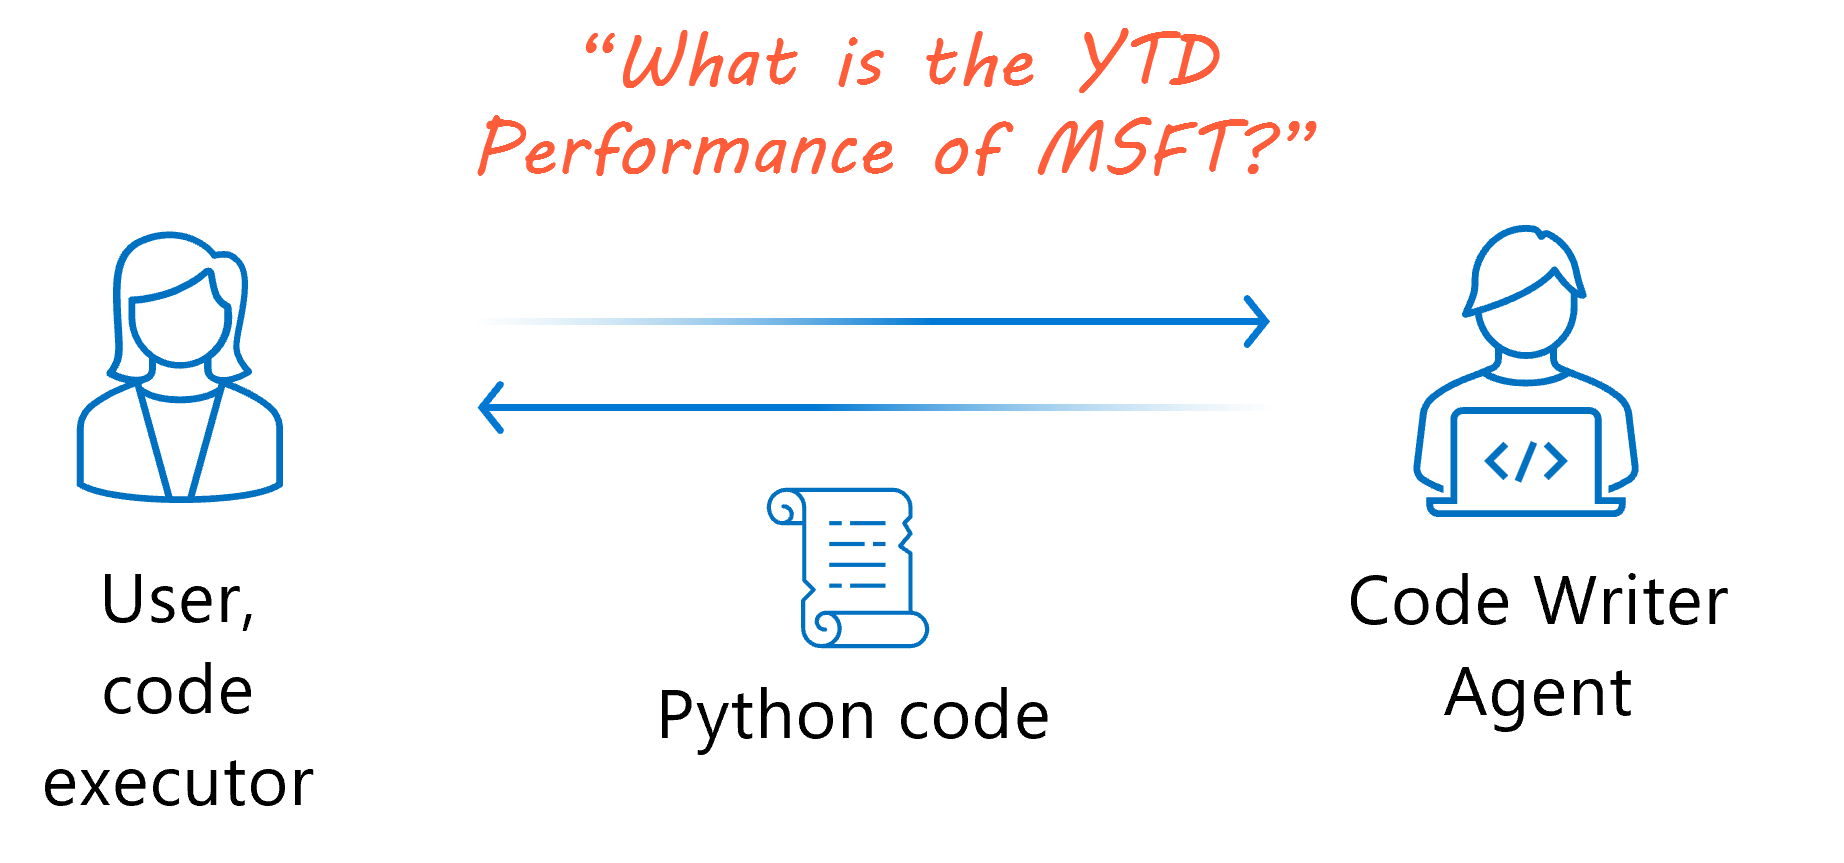 “What is the YTD
Performance of MSFT?”
</>
User,
code
executor
Python code
Code Writer
Agent